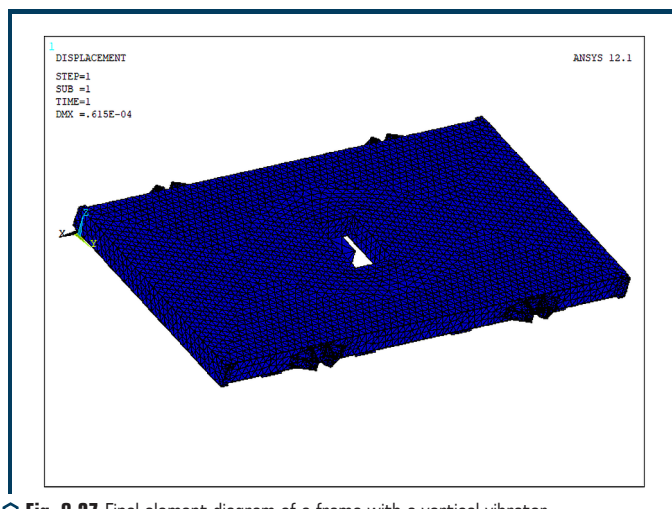 1
DISPLACEMENT
ANSYS 12.1
STEP=1
SUB =1
TIME=1
DMX =.615E-04
Z
X
Y
Fig. 9.27 Final element diagram of a frame with a vertical vibrator